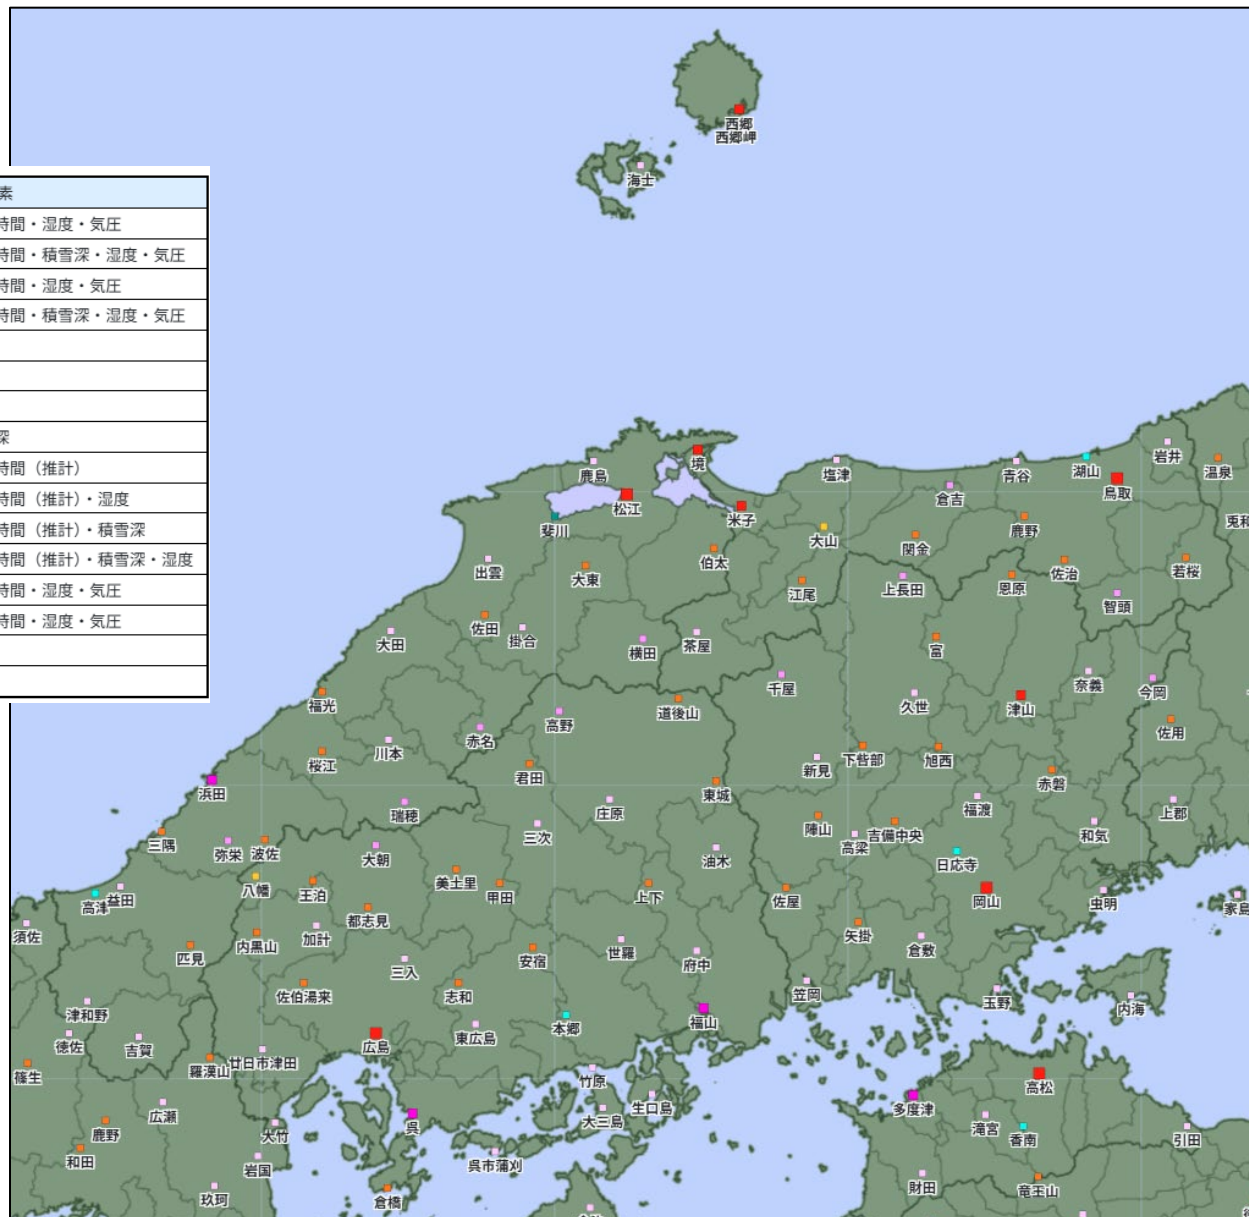 西郷
西郷岬
海士
素
時間・湿度・気圧
時間・積雪深・湿度・気圧
時間・湿度・気圧
時間・積雪深・湿度・気圧
深
時間（推計）
時間（推計）・湿度
時間（推計）・積雪深
時間（推計）・積雪深・湿度
時間・湿度・気圧
時間・湿度・気圧
鹿島
境
塩津
青谷
湖山
岩井
温泉
松江
倉吉
鳥取
斐川
米子
大山
関金
鹿野
兎和
出雲
大東
伯太
江尾
上長田
恩原
佐治
若桜
智頭
佐田
掛合
大田
横田
茶屋
富
千屋
久世
津山
奈義
今岡
福光
高野
道後山
赤名
佐用
桜江
川本
君田
新見
下呰部
旭西
赤磐
浜田
瑞穂
庄原
東城
福渡
上郡
三隅
弥栄
波佐
大朝
三次
油木
陣山
高梁
吉備中央
日応寺
和気
高津
益田
八幡
王泊
美土里
甲田
上下
佐屋
岡山
虫明
家島
須佐
都志見
内黒山
加計
匹見
三入
安宿
世羅
府中
矢掛
倉敷
佐伯湯来
志和
笠岡
玉野
内海
津和野
徳佐
吉賀
広島
東広島
本郷
福山
廿日市津田
羅漢山
篠生
竹原
高松
広瀬
呉
大三島
生口島
多度津
滝宮
香南
引田
鹿野
大竹
和田
岩国
呉市蒲刈
玖珂
倉橋
財田
竜王山